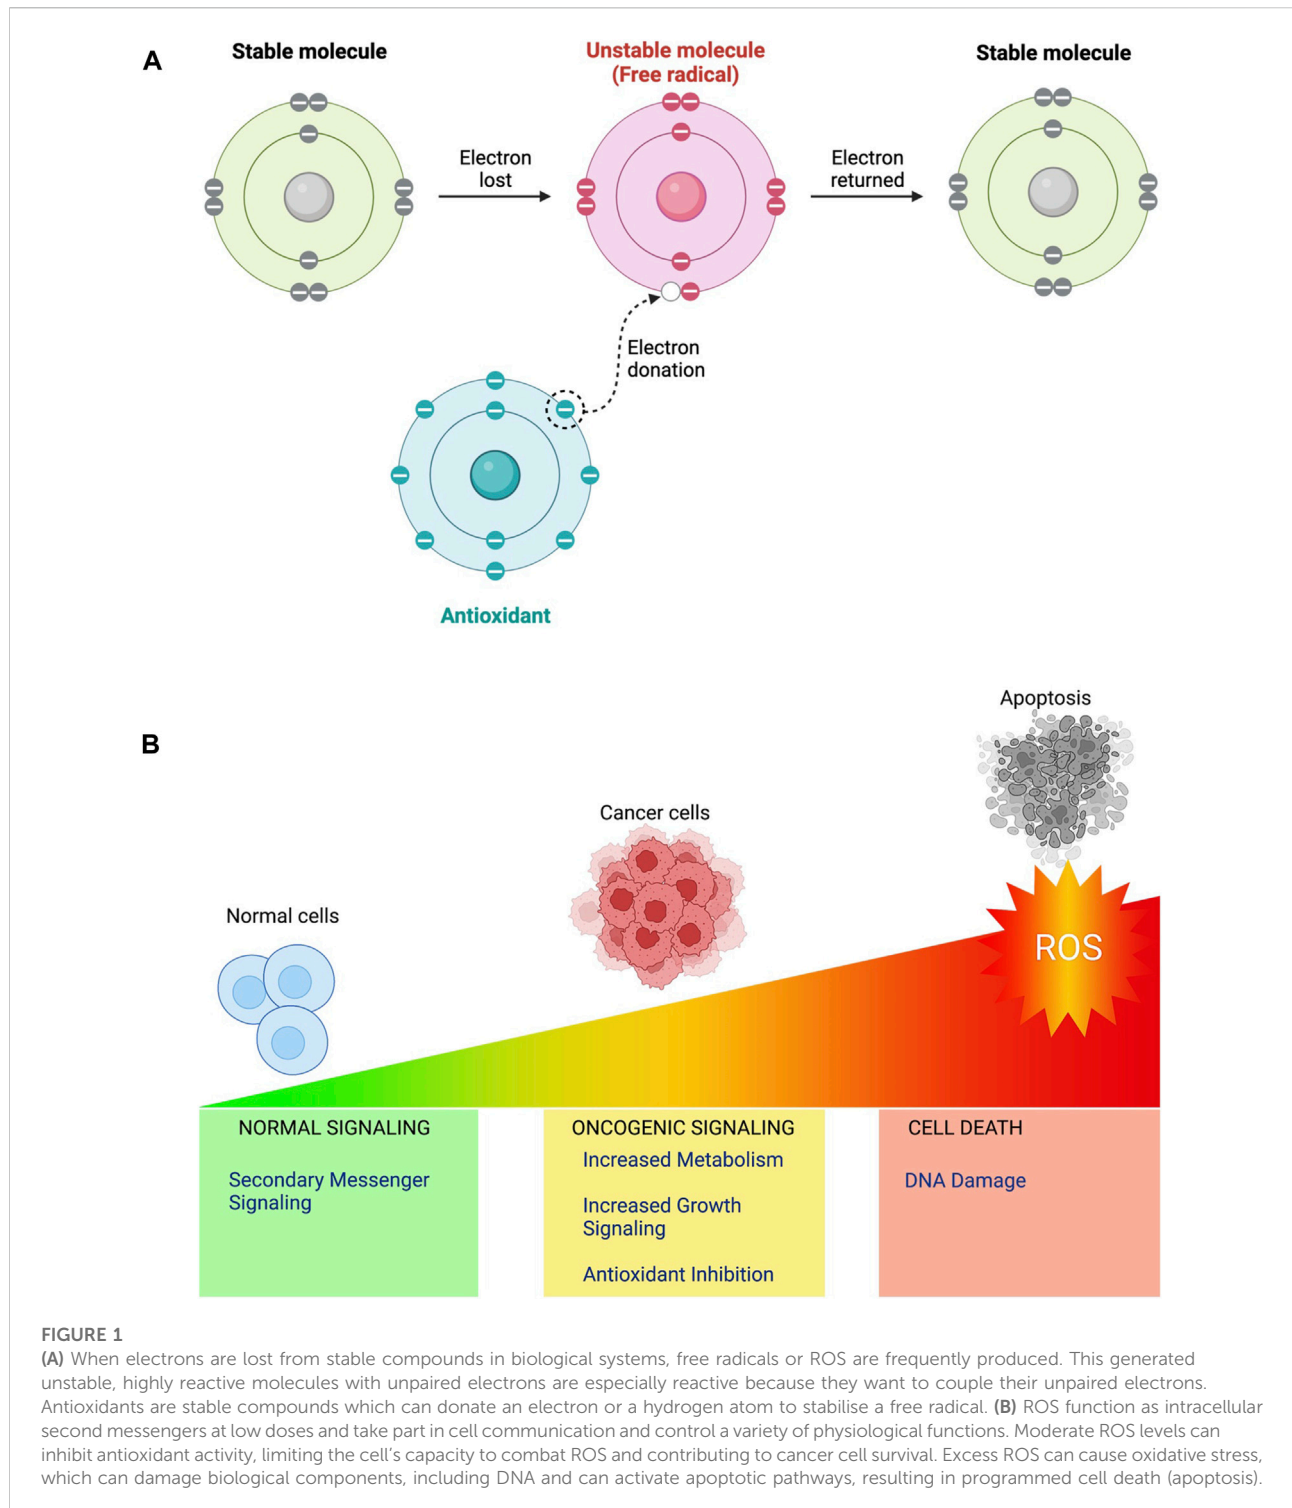 A
Stable molecule
Unstable molecule
(Free radical)
Stable molecule
Electron
lost
Electron
returned
Electron
donation
Antioxidant
B
Apoptosis
Cancer cells
Normal cells
ROS
NORMAL SIGNALING
Secondary Messenger
Signaling
ONCOGENIC SIGNALING
Increased Metabolism
Increased Growth
Signaling
Antioxidant Inhibition
CELL DEATH
DNA Damage
FIGURE 1
(A) When electrons are lost from stable compounds in biological systems, free radicals or ROS are frequently produced. This generated
unstable, highly reactive molecules with unpaired electrons are especially reactive because they want to couple their unpaired electrons.
Antioxidants are stable compounds which can donate an electron or a hydrogen atom to stabilise a free radical. (B) ROS function as intracellular
second messengers at low doses and take part in cell communication and control a variety of physiological functions. Moderate ROS levels can
inhibit antioxidant activity, limiting the cell’s capacity to combat ROS and contributing to cancer cell survival. Excess ROS can cause oxidative stress,
which can damage biological components, including DNA and can activate apoptotic pathways, resulting in programmed cell death (apoptosis).